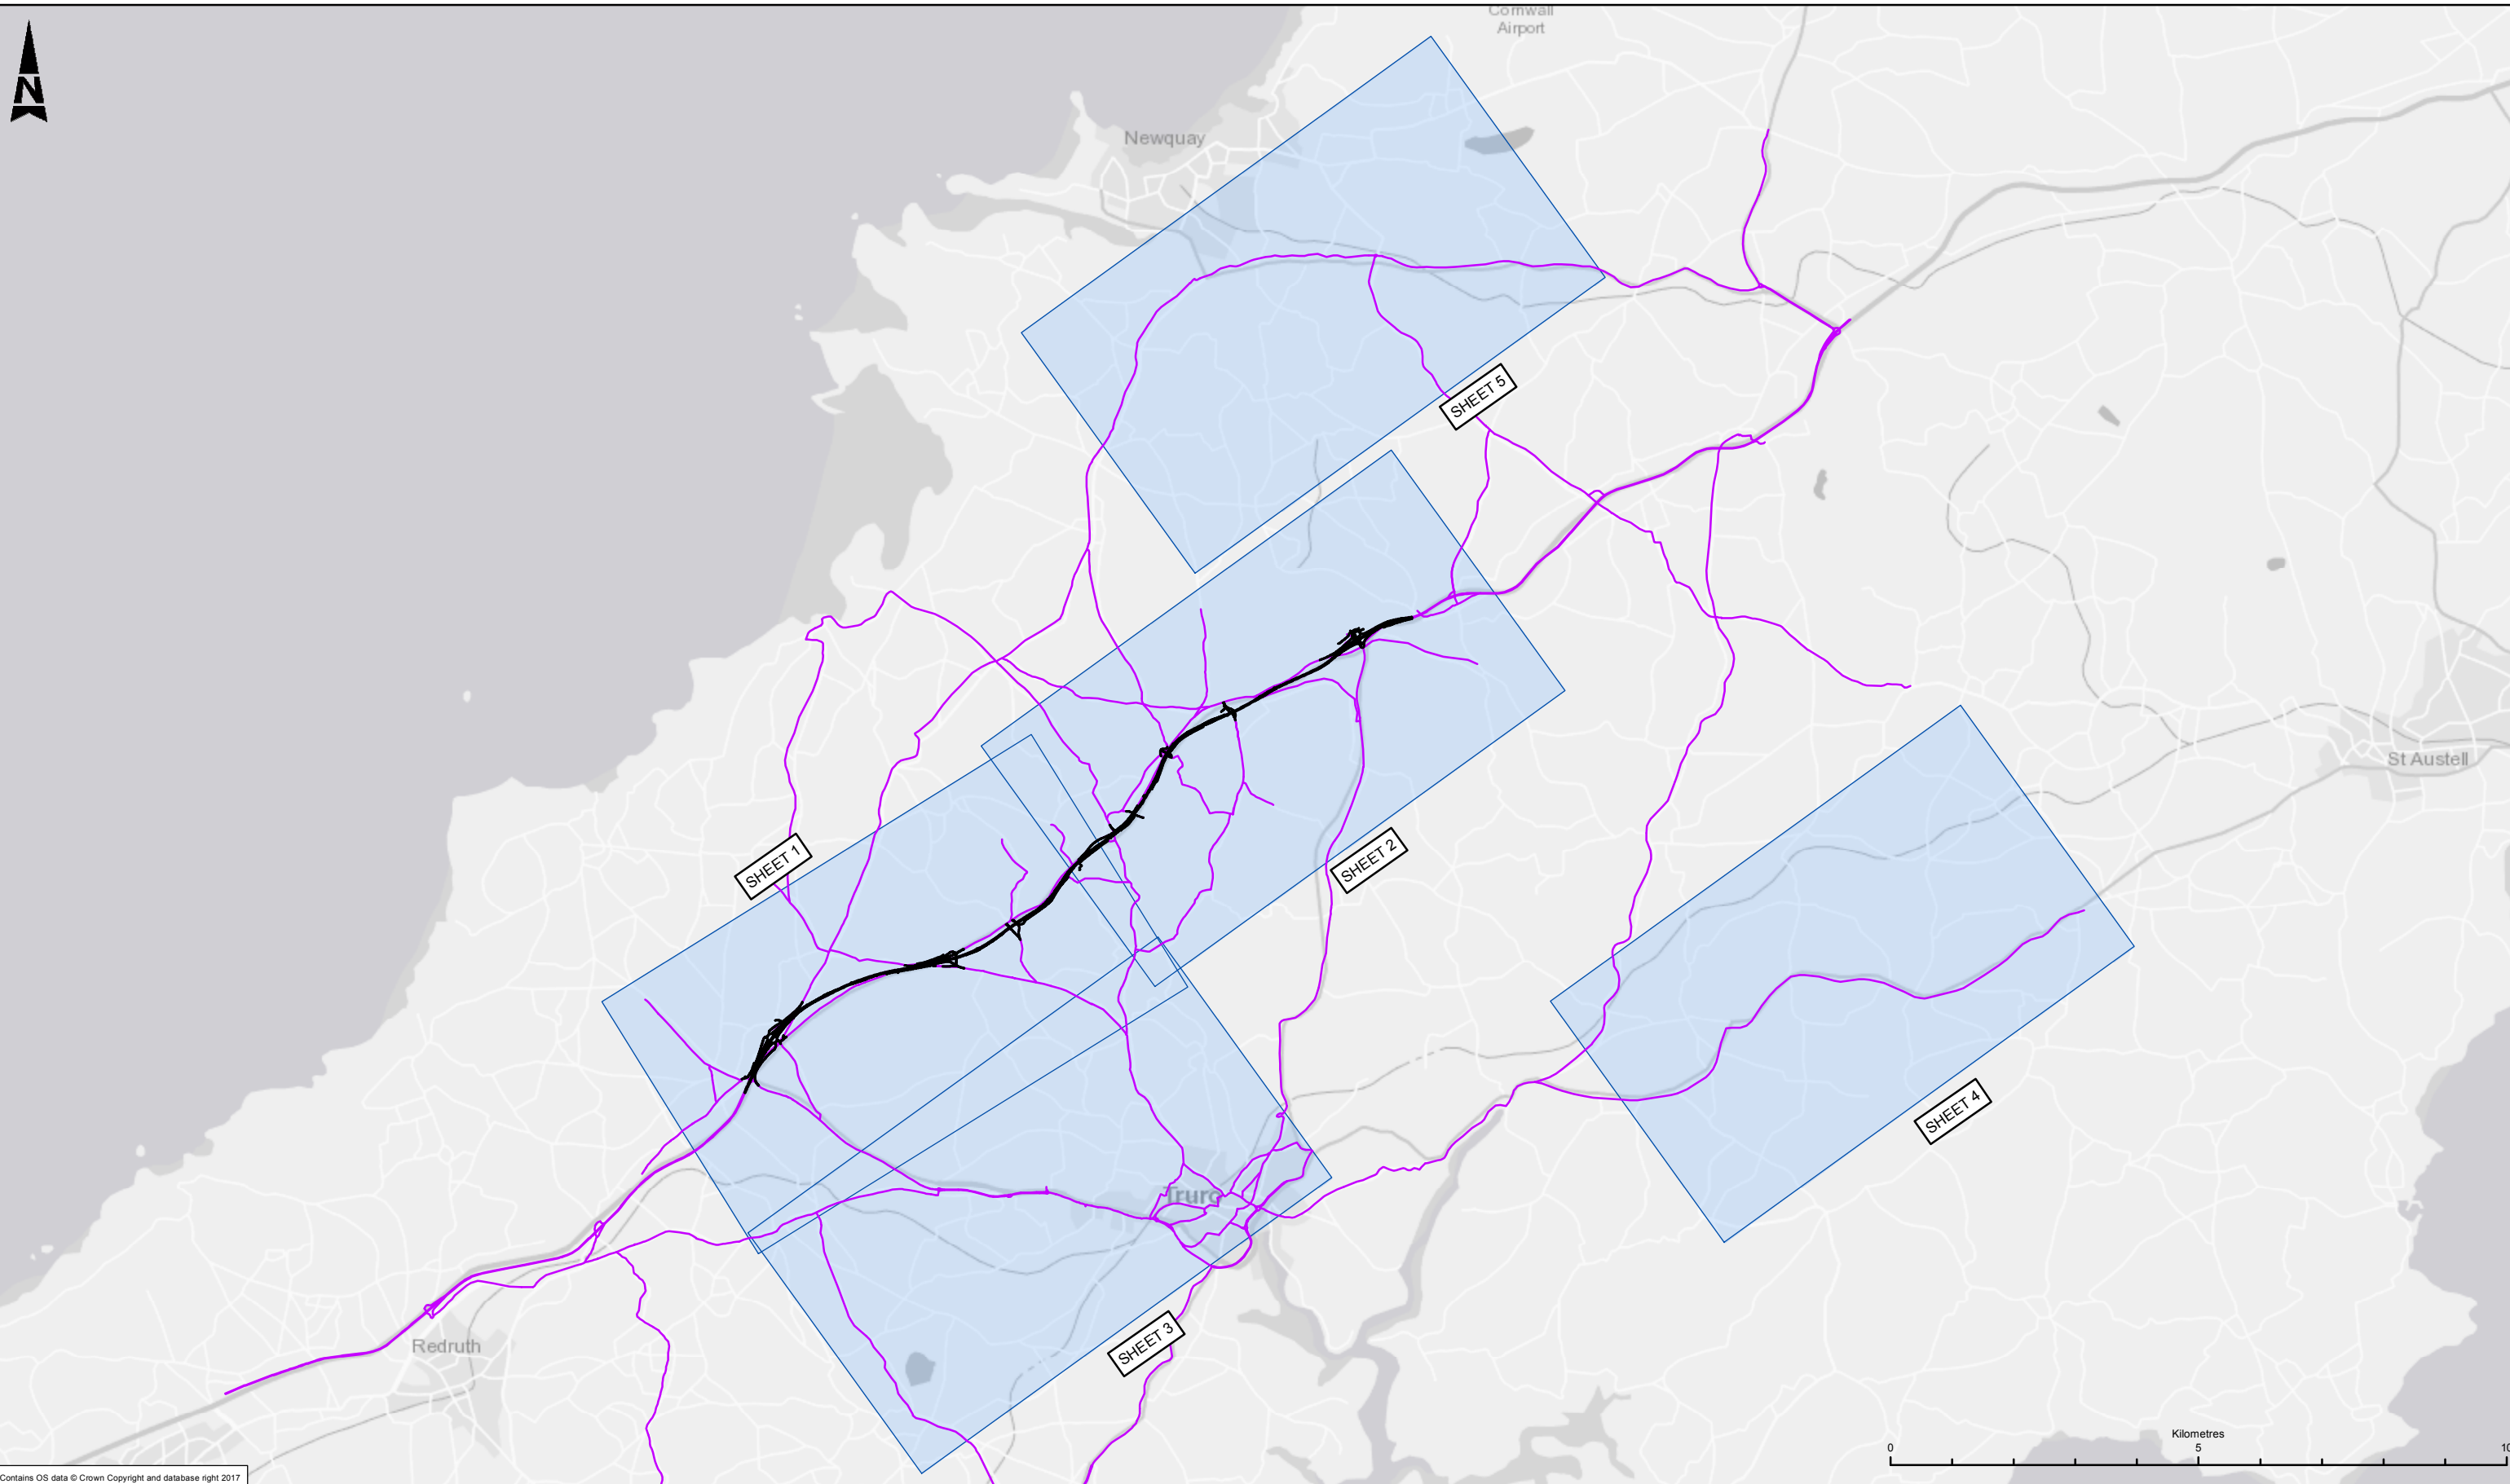 Cornwall
Airport
N
Newquay
SHEET 5
St Austell
SHEET 1
SHEET 2
SHEET 4
Truro
SHEET 3
Redruth
Kilometres
0 5 10
Contains OS data © Crown Copyright and database right 2017